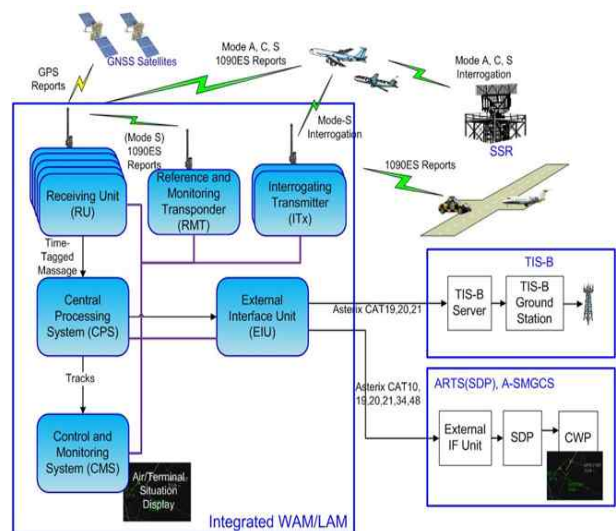 GNSS Satellites
GPS
Reports
Mode A, C, S
1090ES Reports
Mode A, C, S
Interrogation
SSR
(Mode S)
1090ES
Reports
Mode-S
Interrogation
1090ES Reports
Receiving Unit
(RU)
Reference and
Monitoring
Transponder
(RMT)
Interrogating
Transmitter
(ITx)
Time-
Tagged
Massage
Central
Processing
System (CPS)
External
Interface Unit
(EIU)
Asterix CAT19,20,21
TIS-B
TIS-B
Server
TIS-B
Ground
Station
Tracks
Asterix CAT10,
19,20,21,34,48
ARTS(SDP), A-SMGCS
External
IF Unit
SDP
CWP
Control and
Monitoring
System (CMS)
Air/Terminal
Situation
Display
Integrated WAM/LAM